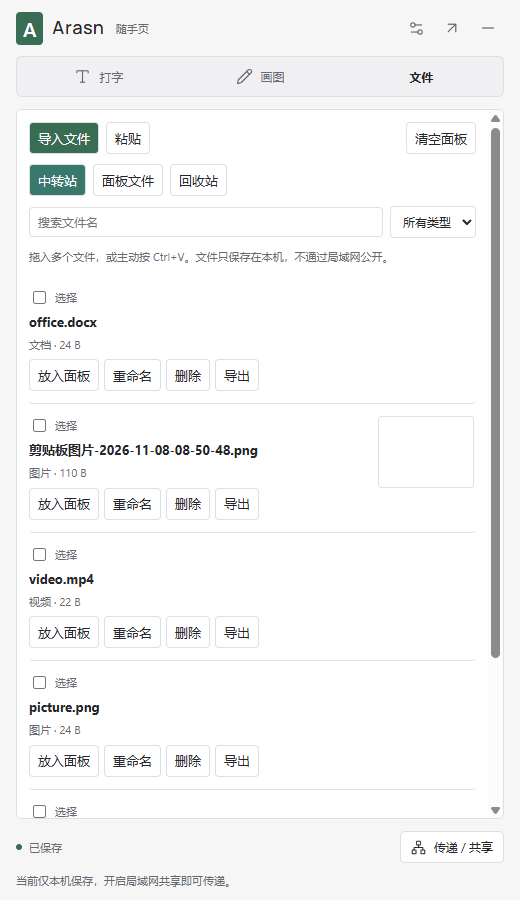 A Arasn 随手页
打字 画图 文件
导入文件 粘贴 清空面板
中转站 面板文件 回收站
搜索文件名 所有类型
拖入多个文件，或主动按 Ctrl+V。文件只保存在本机，不通过局域网公开。
选择
office.docx
文档 · 24 B
放入面板 重命名 删除 导出
选择
剪贴板图片-2026-11-08-08-50-48.png
图片 · 110 B
放入面板 重命名 删除 导出
选择
video.mp4
视频 · 22 B
放入面板 重命名 删除 导出
选择
picture.png
图片 · 24 B
放入面板 重命名 删除 导出
选择
已保存 传递 / 共享
当前仅本机保存，开启局域网共享即可传递。